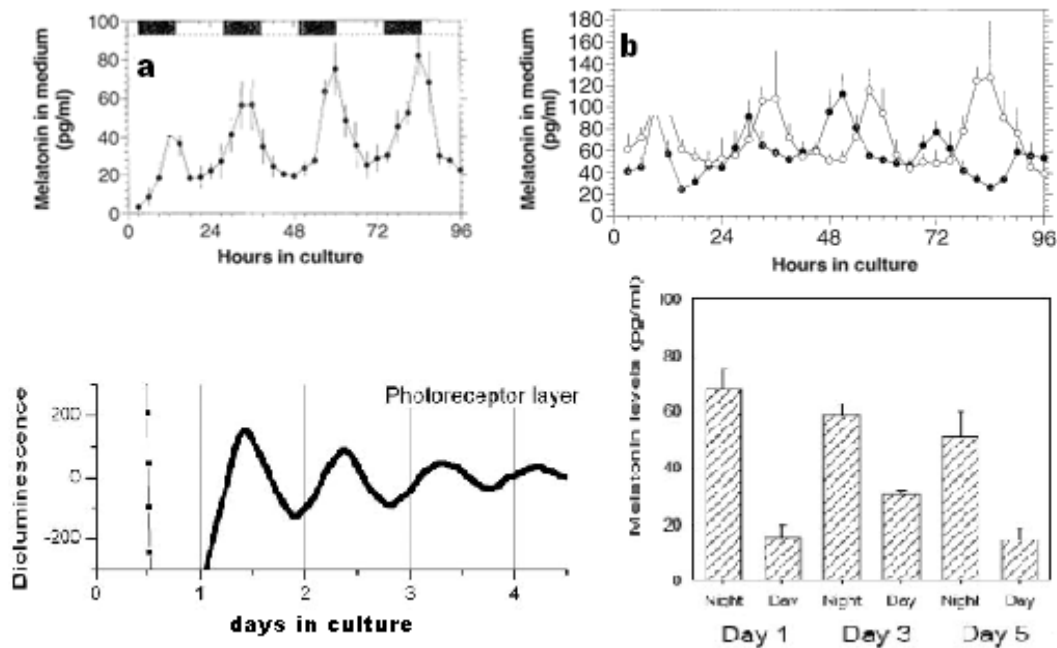 a
Melatonin in medium
(pg/ml)
100
80
60
40
20
0
0 24 48 72 96
Hours in culture
b
Melatonin in medium
(pg/ml)
180
160
140
120
100
80
60
40
20
0
0 24 48 72 96
Hours in culture
Photoreceptor layer
Bioluminescence
200
0
-200
0 1 2 3 4
days in culture
Melatonin levels (pg/ml)
100
80
60
40
20
0
Night Day Night Day Night Day
Day 1 Day 3 Day 5